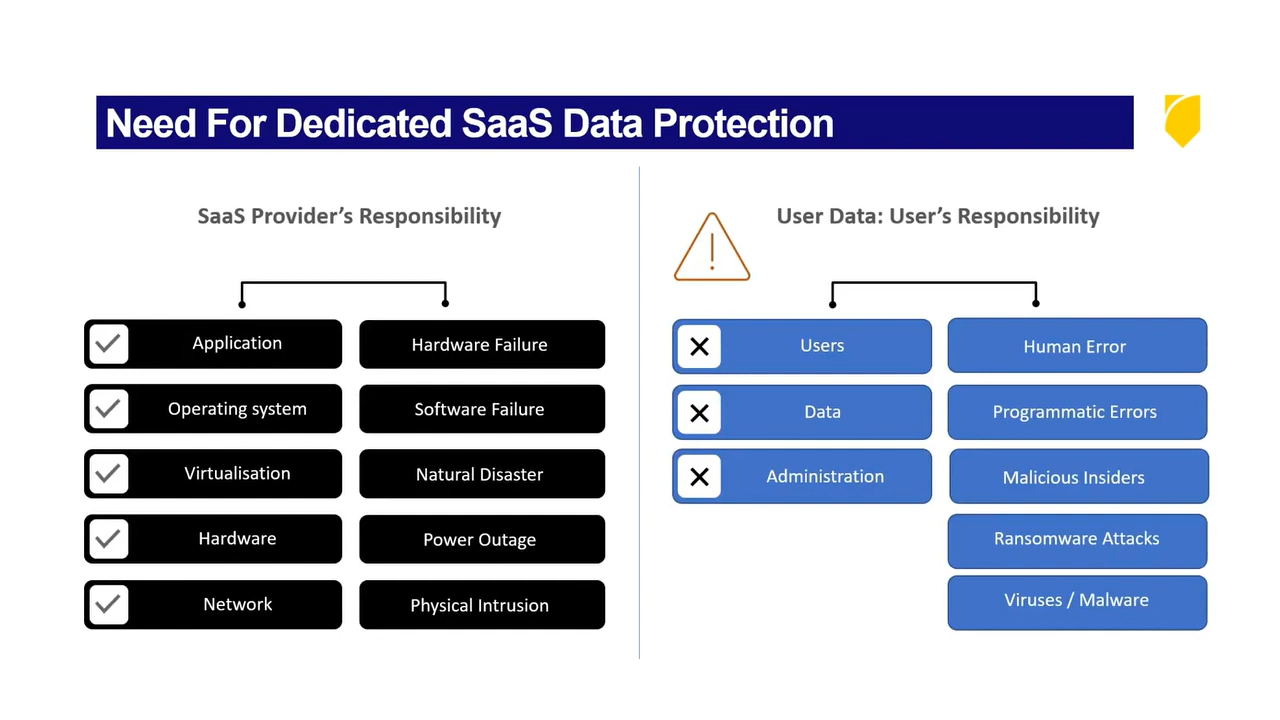 Need For Dedicated SaaS Data Protection
SaaS Provider’s Responsibility
Application
Hardware Failure
Operating system
Software Failure
Virtualisation
Natural Disaster
Hardware
Power Outage
Network
Physical Intrusion
User Data: User’s Responsibility
Users
Human Error
Data
Programmatic Errors
Administration
Malicious Insiders
Ransomware Attacks
Viruses / Malware